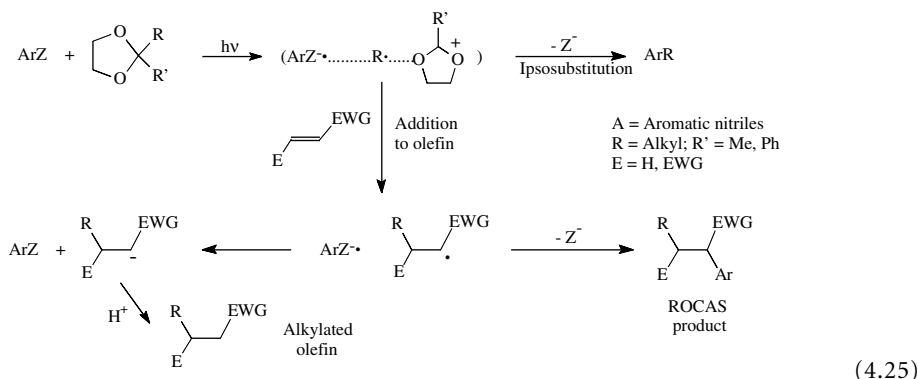 ArZ + O O R R' hν (ArZ⁻•..........R•....O O + R' ) - Z⁻ Ipsosubstitution ArR
E EWG Addition to olefin
A = Aromatic nitriles
R = Alkyl; R' = Me, Ph
E = H, EWG
ArZ + R E EWG - ArZ⁻• R E EWG • - Z⁻ R E EWG Ar
H⁺ R E EWG Alkylated olefin
ROCAS
product
(4.25)